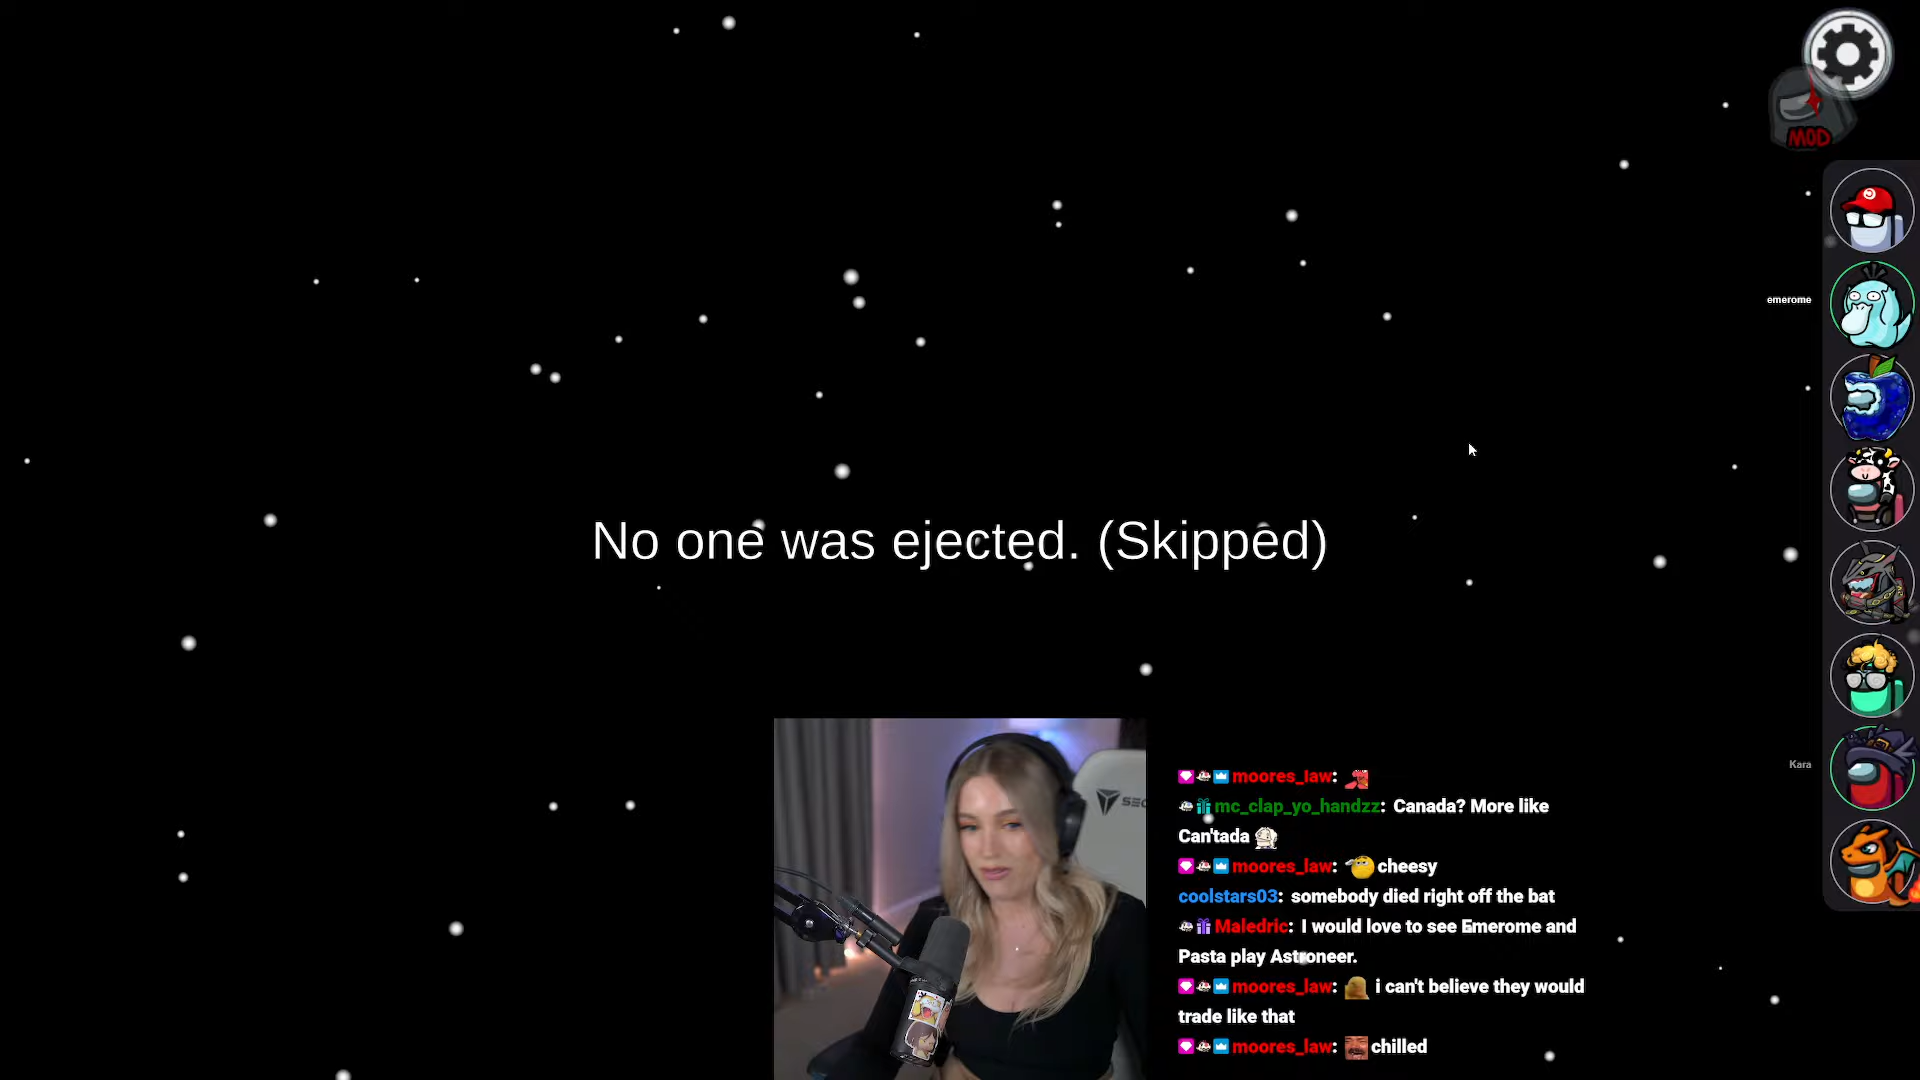 MOD
emerome
No one was ejected. (Skipped)
Kara
SEC
moores_law:
mc_clap_yo_handzz: Canada? More like
Can'tada
moores_law: cheesy
coolstars03: somebody died right off the bat
Maledric: I would love to see Emerome and
Pasta play Astroneer.
moores_law: i can't believe they would
trade like that
moores_law: chilled